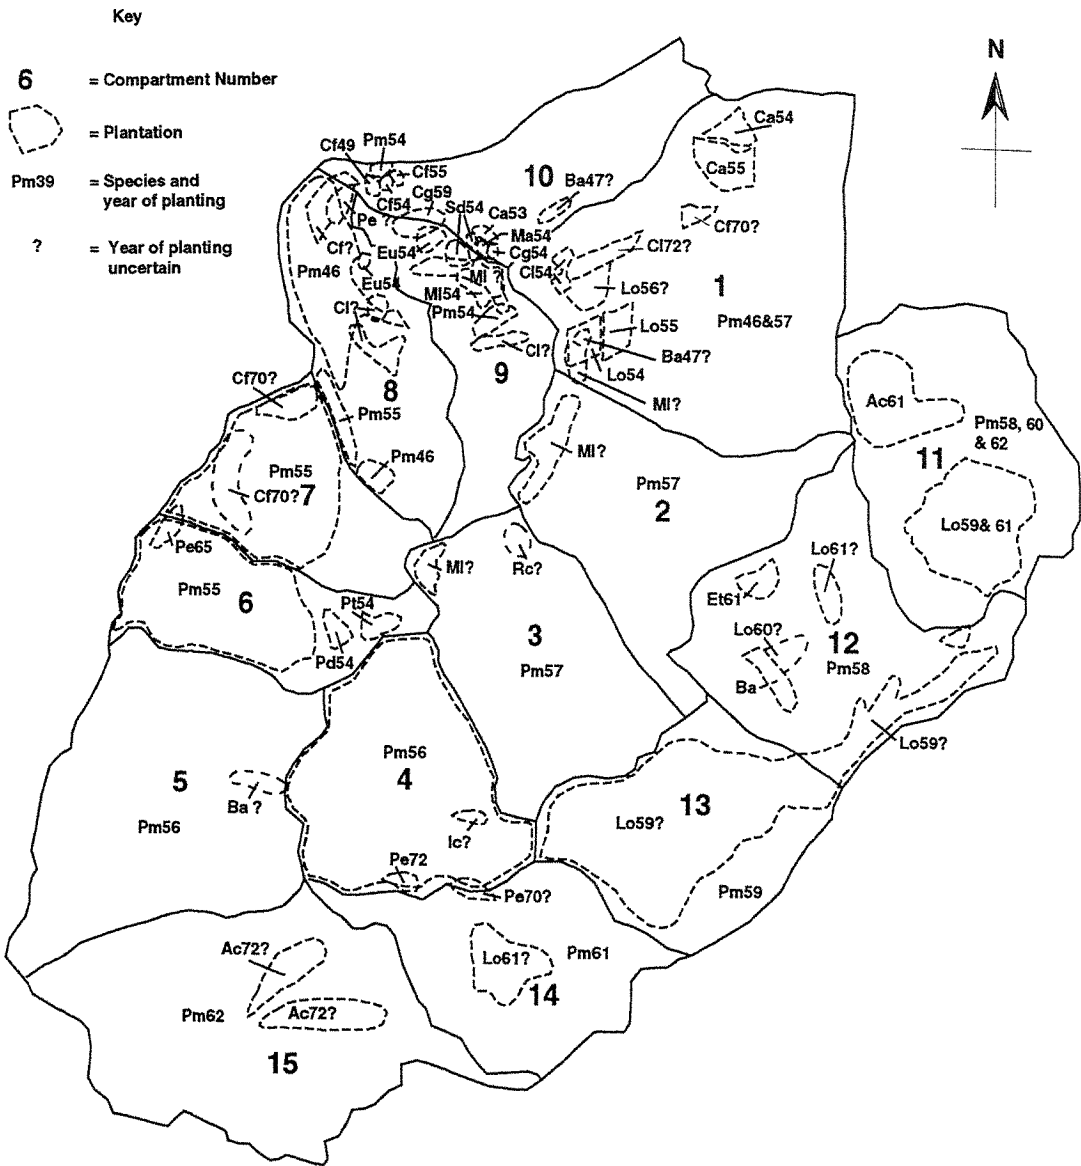 Key
6 = Compartment Number
= Plantation
Pm39 = Species and
year of planting
? = Year of planting
uncertain
N
Ca54
Ca55
Pm54
Cf49
Cf55
Cg59
Cf54
Sd54
10
Ba47?
Ca53
Cf70?
Pe ?
Ma54
Cg54
Cl72?
Cf?
Eu54
Pm46
Cl54
Ml ?
Eu54
Ml54
Lo56?
1
Cl?
Pm54
Pm46&57
Lo55
Cl?
Ba47?
9
Lo54
Cf70?
8
Ml?
Ac61
Pm55
Pm58, 60
& 62
11
Ml?
Pm46
Pm55
Cf70?
7
Pm57
2
Lo59& 61
Pe65
Lo61?
Ml?
Rc?
Pm55
6
Et61
Pt54
3
Lo60?
12
Pd54
Pm57
Pm58
Ba
Lo59?
Pm56
5
4
Ba ?
13
Pm56
Lo59?
Ic?
Pe72
Pm59
Pe70?
Ac72?
Lo61?
Pm61
14
Pm62
Ac72?
15